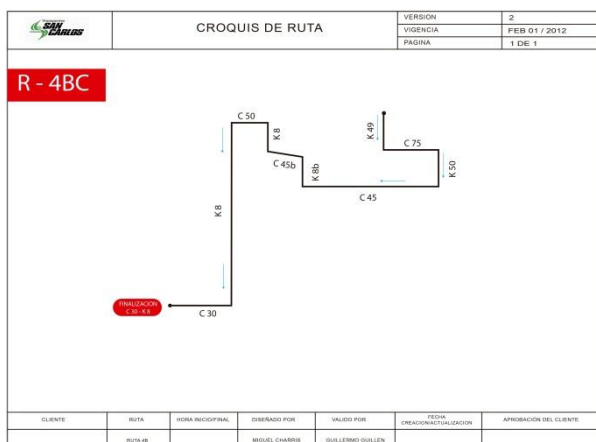 SAN
CARLOS
CROQUIS DE RUTA
VERSION 2
VIGENCIA FEB 01 / 2012
PAGINA 1 DE 1
R - 4BC
C 50
K 8
C 45b
K 8b
K 49
C 75
K 50
C 45
K 8
FINALIZACION
C 30 - K 8
C 30
CLIENTE RUTA HORA INICIO/FINAL DISEÑADO POR VALIDO POR FECHA CREACION/ACTUALIZACION APROBACIÓN DEL CLIENTE
RUTA 4B MIGUEL CHARRIS GUILLERMO GUILLEN